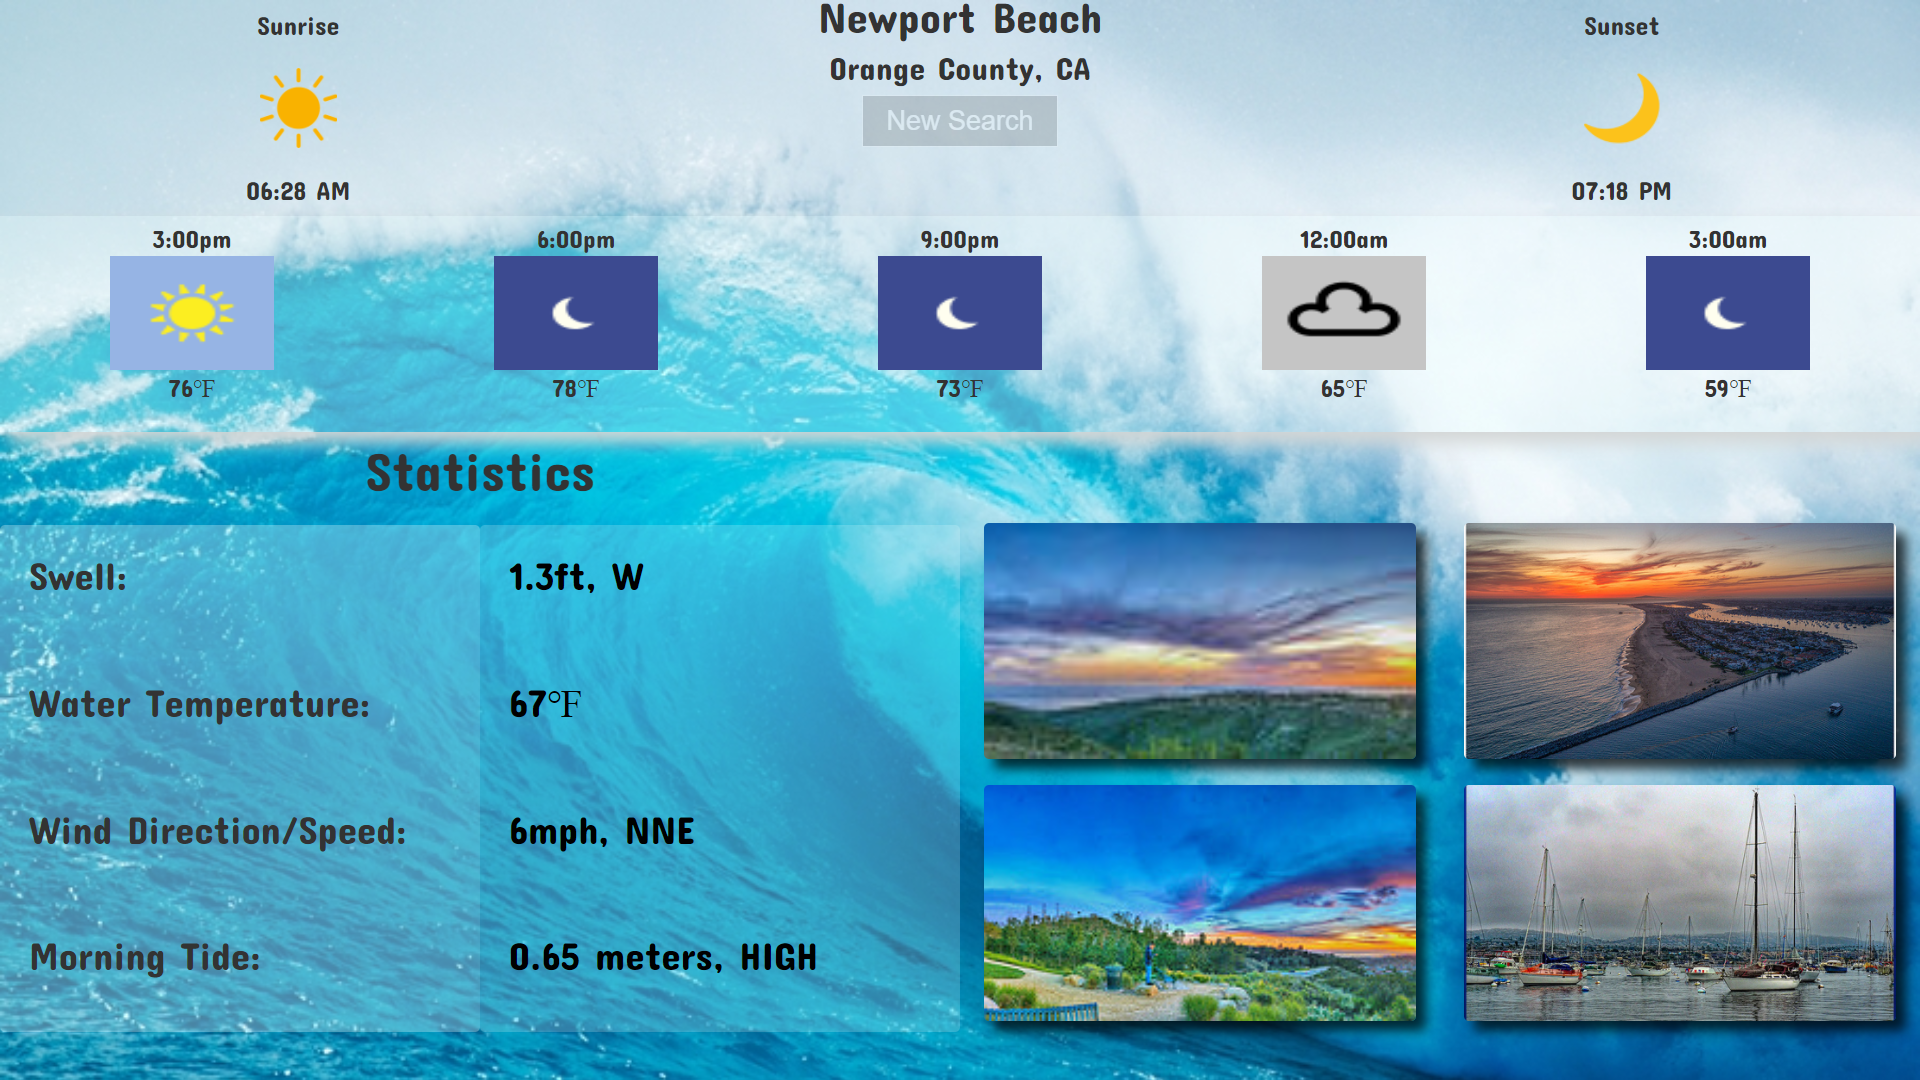 Sunrise
Newport Beach
Sunset
Orange County, CA
New Search
06:28 AM
07:18 PM
3:00pm
6:00pm
9:00pm
12:00am
3:00am
76°F
78°F
73°F
65°F
59°F
Statistics
Swell:
1.3ft, W
Water Temperature:
67°F
Wind Direction/Speed:
6mph, NNE
Morning Tide:
0.65 meters, HIGH